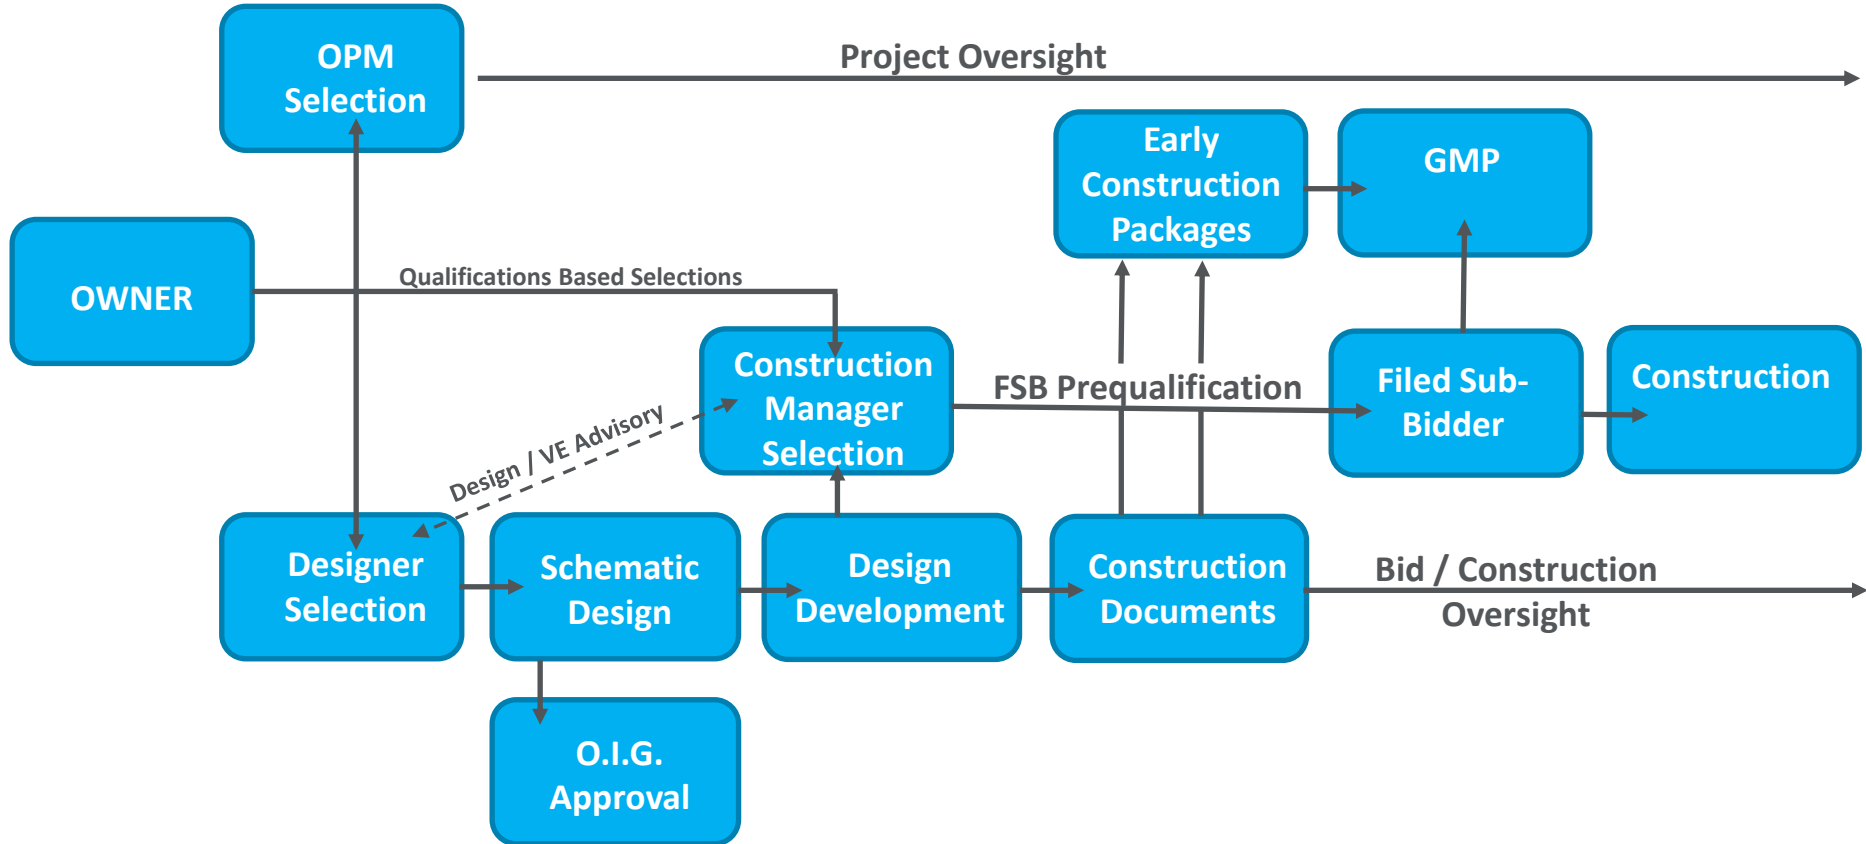 OPM
Selection
Project Oversight
Early
Construction
Packages
GMP
OWNER
Qualifications Based Selections
Construction
Manager
Selection
FSB Prequalification
Filed Sub-
Bidder
Construction
Design / VE Advisory
Designer
Selection
Schematic
Design
Design
Development
Construction
Documents
Bid / Construction
Oversight
O.I.G.
Approval